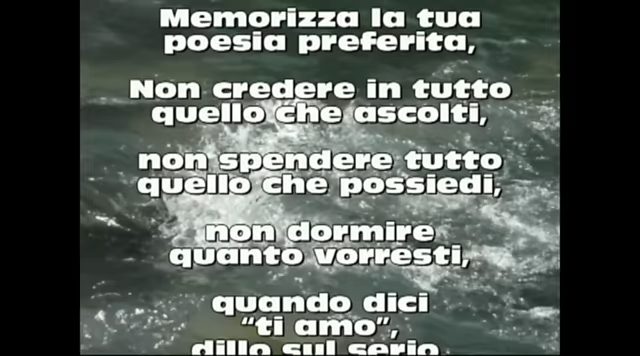 Memorizza la tua
poesia preferita,
Non credere in tutto
quello che ascolti,
non spendere tutto
quello che possiedi,
non dormire
quanto vorresti,
quando dici
“ti amo”,
dillo sul serio